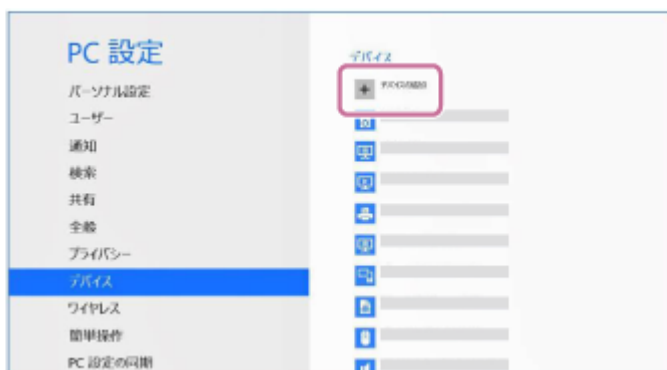 PC 設定
パーソナル設定
ユーザー
通知
検索
共有
全般
プライバシー
デバイス
ワイヤレス
簡単操作
PC 設定の同期
デバイス
デバイスの追加